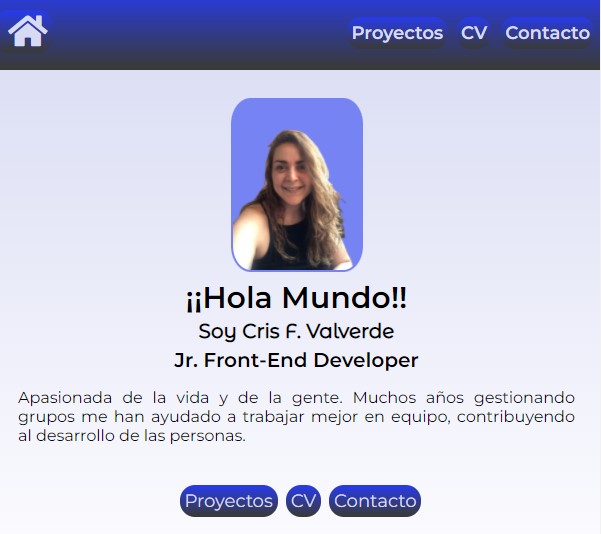 Proyectos CV Contacto
¡¡Hola Mundo!!
Soy Cris F. Valverde
Jr. Front-End Developer
Apasionada de la vida y de la gente. Muchos años gestionando
grupos me han ayudado a trabajar mejor en equipo, contribuyendo
al desarrollo de las personas.
Proyectos CV Contacto